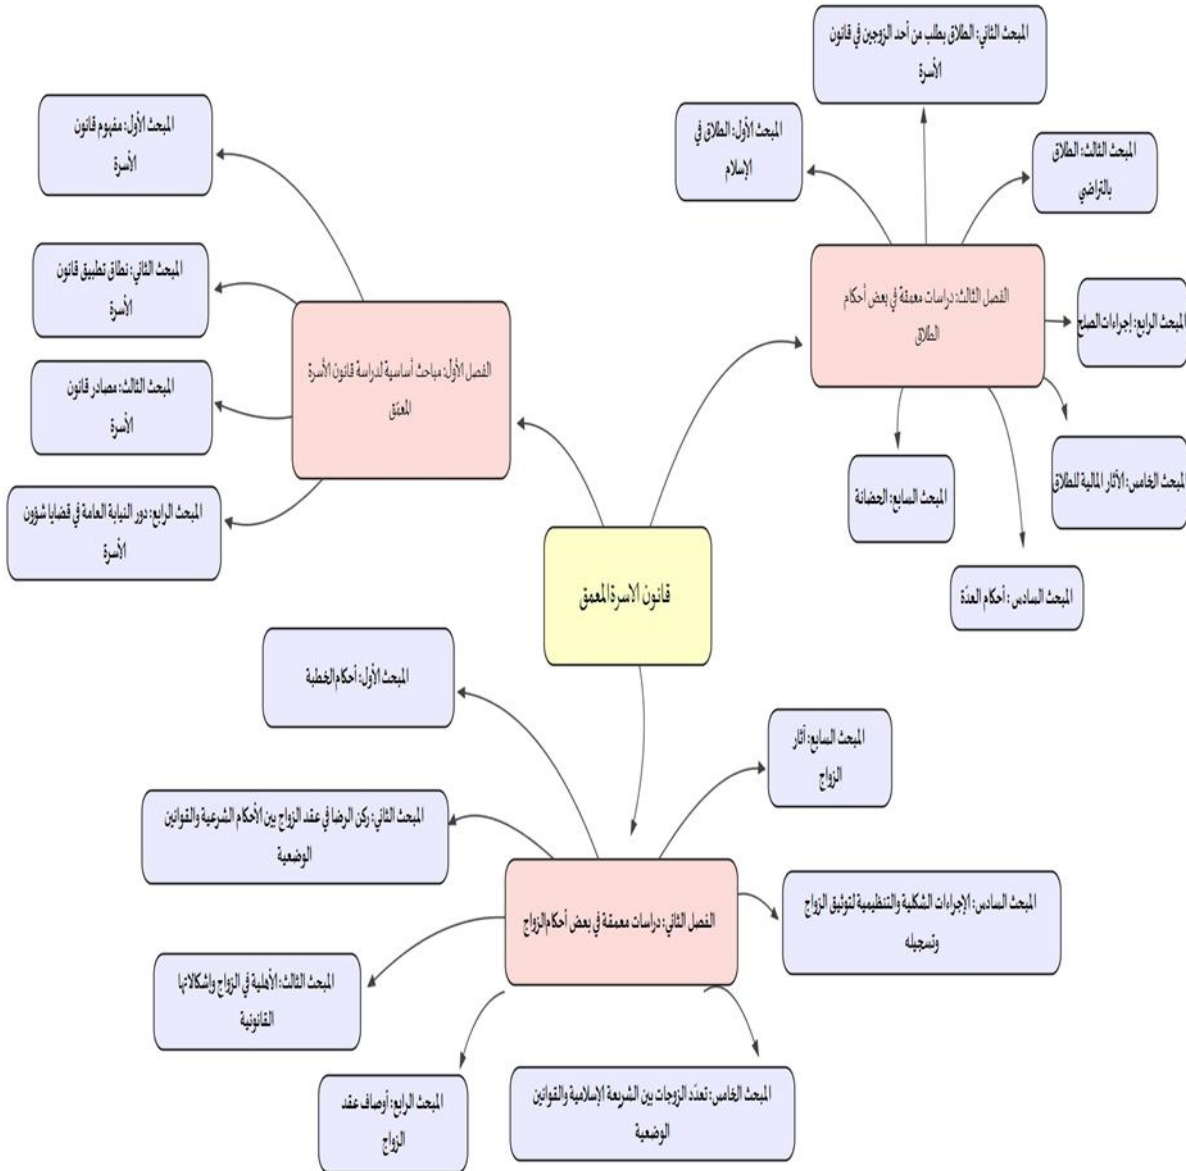 قانون الاسرة المعمق
الفصل الأول: مباحث أساسية لدراسة قانون الأسرة
المعمّق
المبحث الأول: مفهوم قانون
الأسرة
المبحث الثاني: نطاق تطبيق قانون
الأسرة
المبحث الثالث: مصادر قانون
الأسرة
المبحث الرابع: دور النيابة العامة في قضايا شؤون
الأسرة
الفصل الثاني: دراسات معمقة في بعض أحكام الزواج
المبحث الأول: أحكام الخطبة
المبحث الثاني: ركن الرضا في عقد الزواج بين الأحكام الشرعية والقوانين
الوضعية
المبحث الثالث: الأهلية في الزواج وإشكالاتها
القانونية
المبحث الرابع: أوصاف عقد
الزواج
المبحث الخامس: تعدّد الزوجات بين الشريعة الإسلامية والقوانين
الوضعية
المبحث السادس: الإجراءات الشكلية والتنظيمية لتوثيق الزواج
وتسجيله
المبحث السابع: آثار
الزواج
الفصل الثالث: دراسات معمقة في بعض أحكام
الطلاق
المبحث الأول: الطلاق في
الإسلام
المبحث الثاني: الطلاق بطلب من أحد الزوجين في قانون
الأسرة
المبحث الثالث: الطلاق
بالتراضي
المبحث الرابع: إجراءات الصلح
المبحث الخامس: الآثار المالية للطلاق
المبحث السادس : أحكام العدّة
المبحث السابع: الحضانة